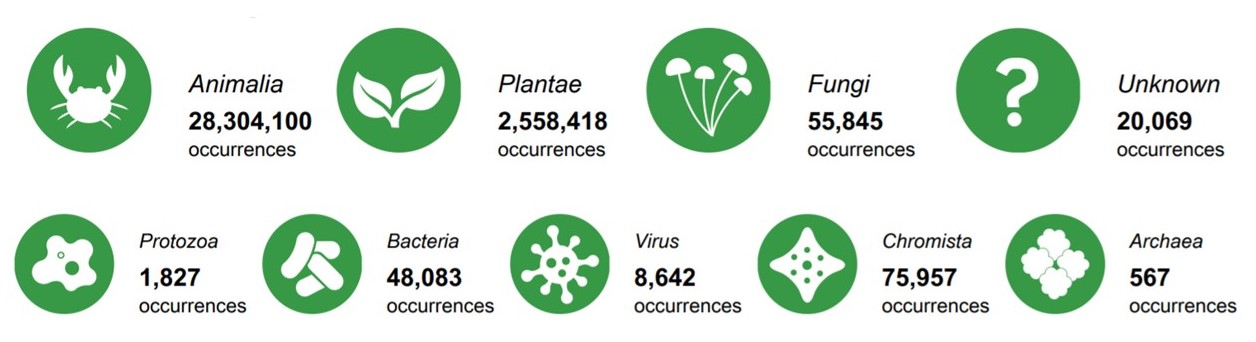 Animalia
28,304,100
occurrences
Plantae
2,558,418
occurrences
Fungi
55,845
occurrences
?
Unknown
20,069
occurrences
Protozoa
1,827
occurrences
Bacteria
48,083
occurrences
Virus
8,642
occurrences
Chromista
75,957
occurrences
Archaea
567
occurrences